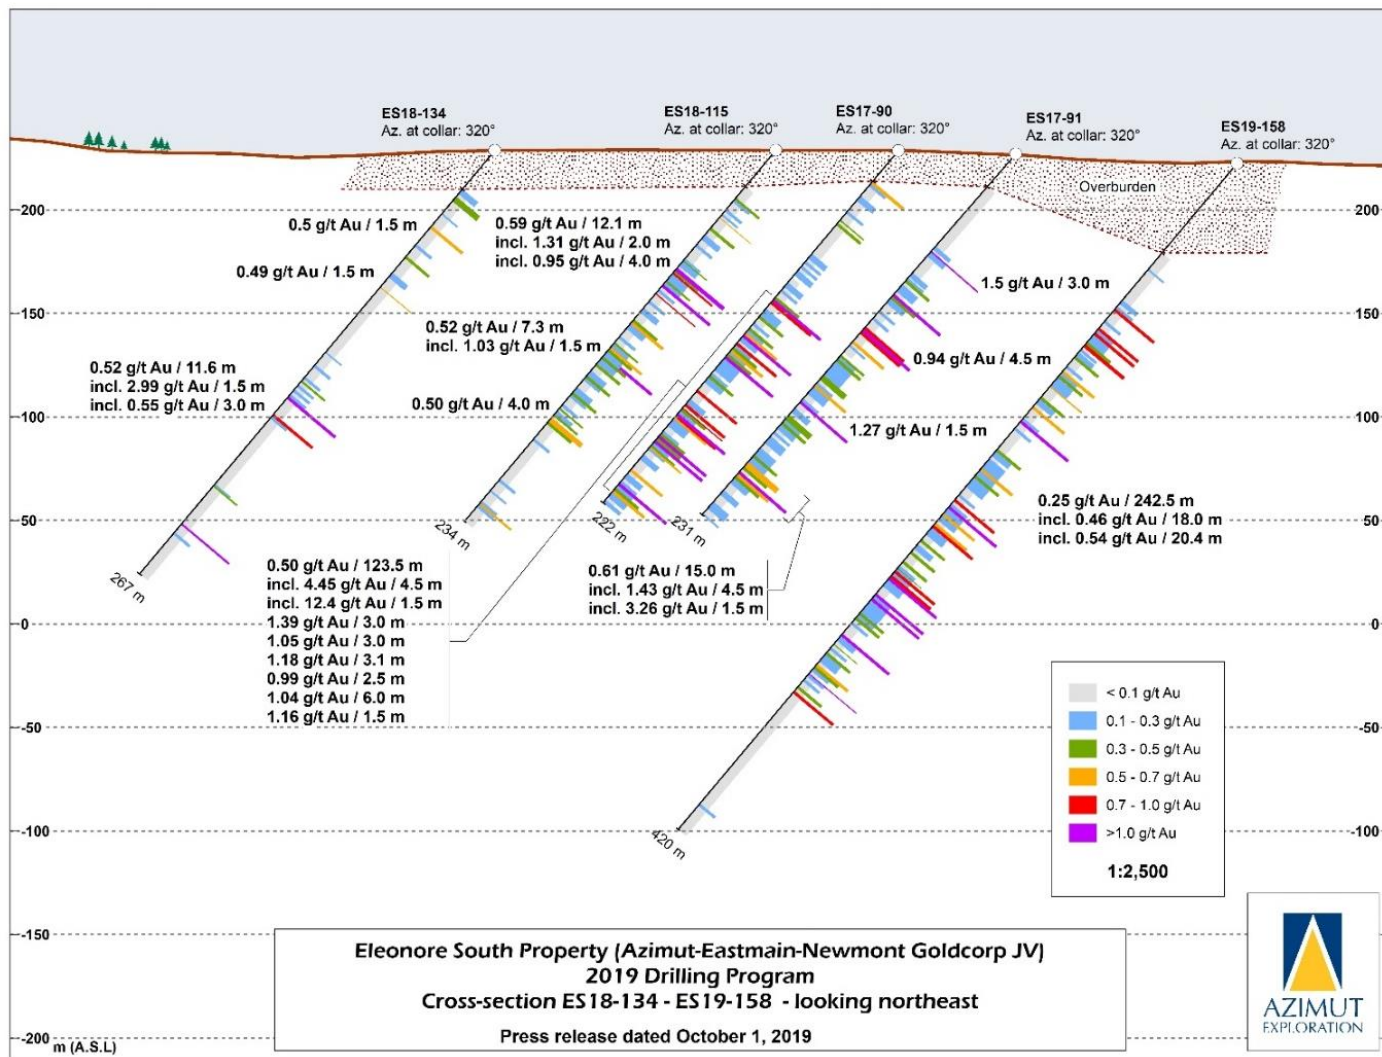 ES18-134
Az. at collar: 320°
ES18-115
Az. at collar: 320°
ES17-90
Az. at collar: 320°
ES17-91
Az. at collar: 320°
ES19-158
Az. at collar: 320°
Overburden
200
200
150
150
100
100
50
50
0
0
-50
-50
-100
-100
-150
-200
m (A.S.L)
0.5 g/t Au / 1.5 m
0.49 g/t Au / 1.5 m
0.52 g/t Au / 11.6 m
incl. 2.99 g/t Au / 1.5 m
incl. 0.55 g/t Au / 3.0 m
267 m
0.59 g/t Au / 12.1 m
incl. 1.31 g/t Au / 2.0 m
incl. 0.95 g/t Au / 4.0 m
0.52 g/t Au / 7.3 m
incl. 1.03 g/t Au / 1.5 m
0.50 g/t Au / 4.0 m
234 m
0.50 g/t Au / 123.5 m
incl. 4.45 g/t Au / 4.5 m
incl. 12.4 g/t Au / 1.5 m
1.39 g/t Au / 3.0 m
1.05 g/t Au / 3.0 m
1.18 g/t Au / 3.1 m
0.99 g/t Au / 2.5 m
1.04 g/t Au / 6.0 m
1.16 g/t Au / 1.5 m
222 m
1.5 g/t Au / 3.0 m
0.94 g/t Au / 4.5 m
1.27 g/t Au / 1.5 m
231 m
0.61 g/t Au / 15.0 m
incl. 1.43 g/t Au / 4.5 m
incl. 3.26 g/t Au / 1.5 m
0.25 g/t Au / 242.5 m
incl. 0.46 g/t Au / 18.0 m
incl. 0.54 g/t Au / 20.4 m
420 m
< 0.1 g/t Au
0.1 - 0.3 g/t Au
0.3 - 0.5 g/t Au
0.5 - 0.7 g/t Au
0.7 - 1.0 g/t Au
>1.0 g/t Au
1:2,500
Eleonore South Property (Azimut-Eastmain-Newmont Goldcorp JV)
2019 Drilling Program
Cross-section ES18-134 - ES19-158 - looking northeast
Press release dated October 1, 2019
AZIMUT
EXPLORATION